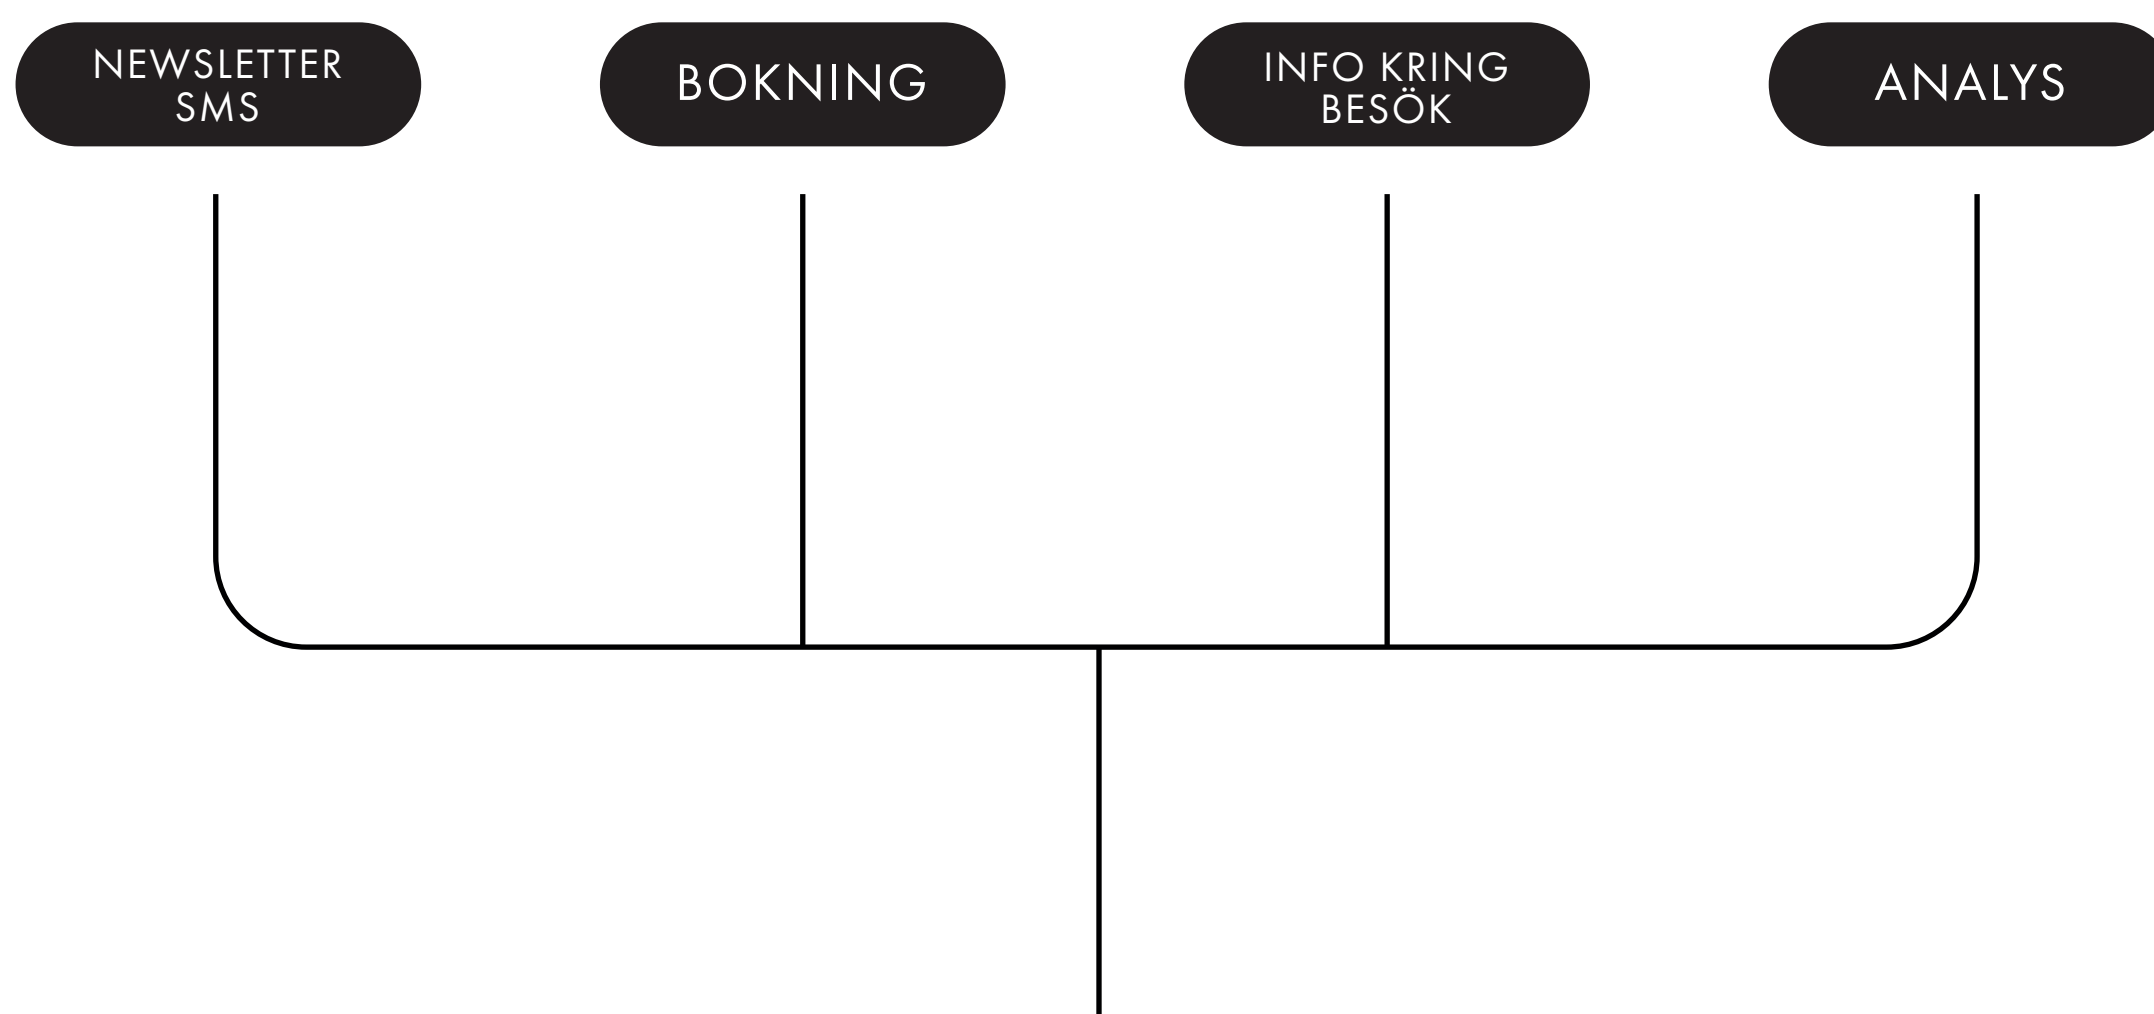 NEWSLETTER
SMS
BOKNING
INFO KRING
BESÖK
ANALYS